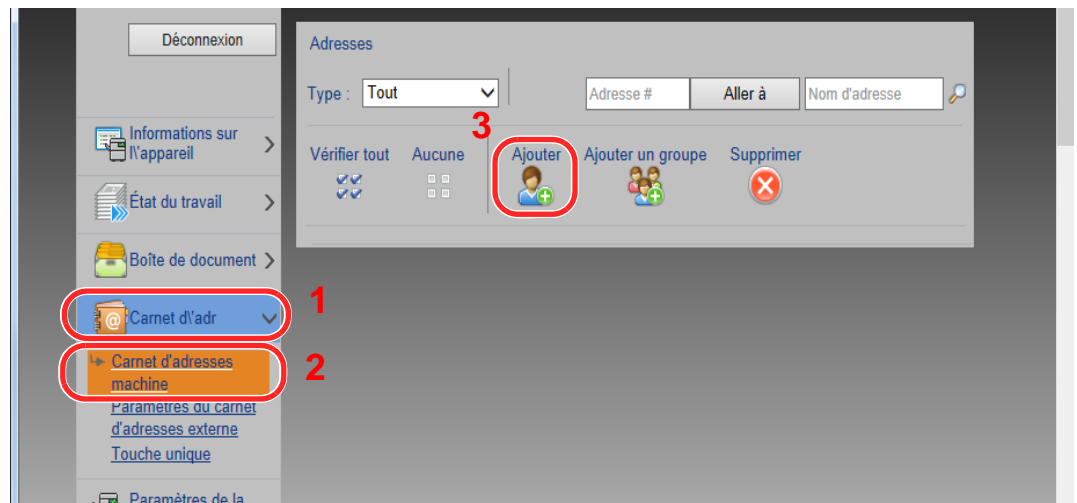 Déconnexion
Informations sur
l\'appareil
État du travail
Boîte de document
Carnet d\'adr
1
Carnet d'adresses
machine
2
Paramètres du carnet
d'adresses externe
Touche unique
Paramètres de la
Adresses
Type : Tout
Adresse #
Aller à
Nom d'adresse
3
Vérifier tout
Aucune
Ajouter
Ajouter un groupe
Supprimer